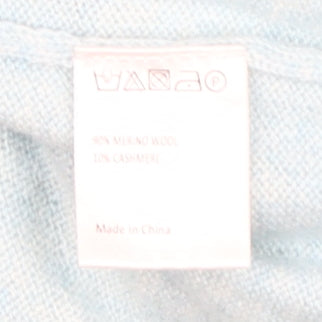 P
90% MERINO WOOL
10% CASHMERE
Made in China